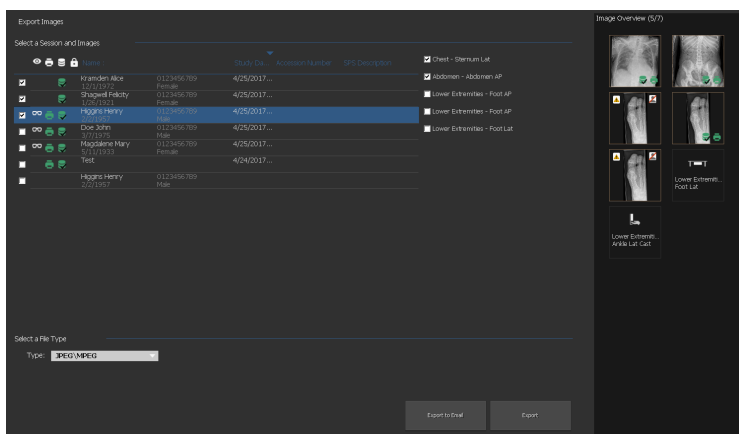 Export Images
Image Overview (5/7)
Select a Session and Images
Name
Study Da...
Accession Number
SPS Description
Kramden Alice 0123456789 4/25/2017...
12/1/1972 Female
Shagwell Felicity 0123456789 4/25/2017...
1/26/1921 Female
Higgins Henry 0123456789 4/25/2017...
2/2/1957 Male
Doe John 0123456789 4/25/2017...
3/7/1975 Male
Magdalene Mary 0123456789 4/25/2017...
5/11/1933 Female
Test 4/24/2017...
Higgins Henry 0123456789
2/2/1957 Male
Chest - Sternum Lat
Abdomen - Abdomen AP
Lower Extremities - Foot AP
Lower Extremities - Foot AP
Lower Extremities - Foot Lat
Lower Extremiti...
Foot Lat
Lower Extremiti...
Ankle Lat Cast
Select a File Type
Type: JPEG\MPEG
Export to Email
Export